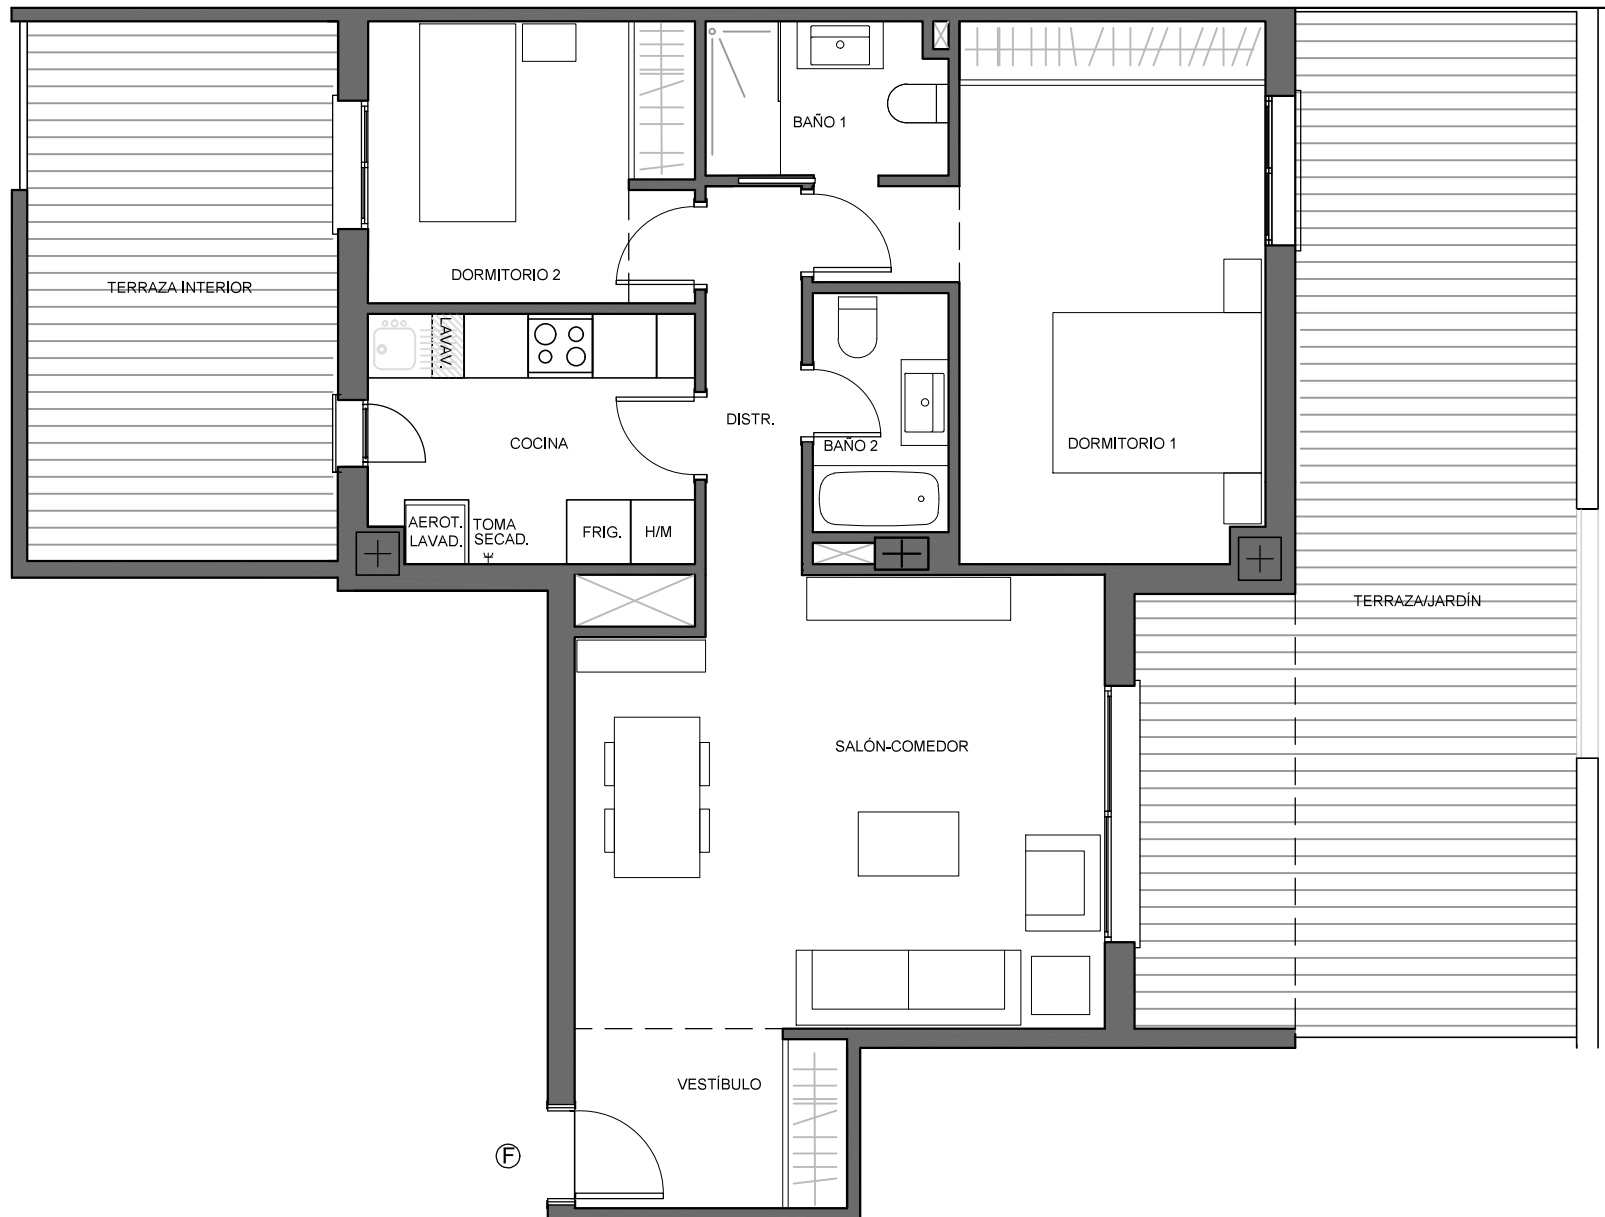 BAÑO 1
DORMITORIO 2
TERRAZA INTERIOR
LAVAV.
DISTR.
COCINA
BAÑO 2
DORMITORIO 1
AEROT.
LAVAD.
TOMA
SECAD.
FRIG.
H/M
TERRAZA/JARDÍN
SALÓN-COMEDOR
VESTÍBULO
F